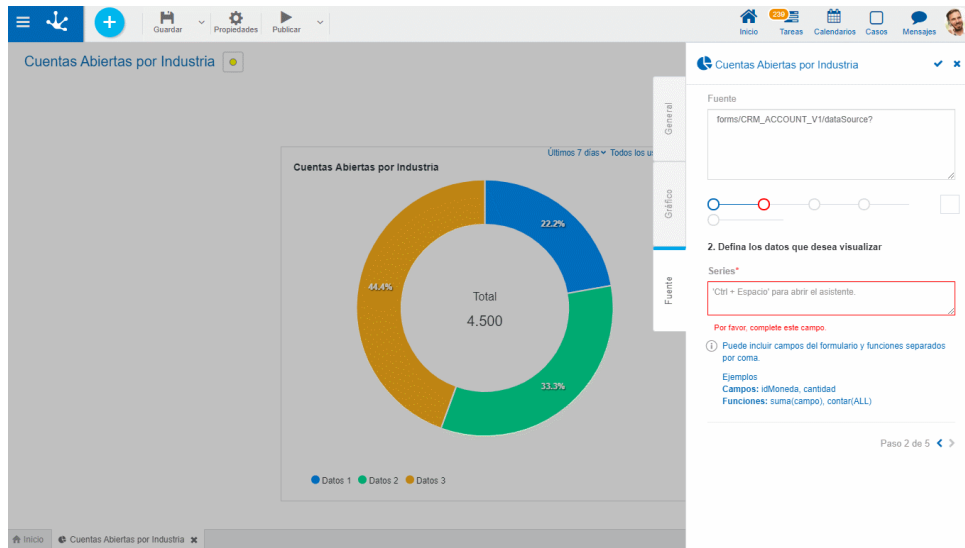 Guardar
Propiedades
Publicar
Inicio
239
Tareas
Calendarios
Casos
Mensajes
Cuentas Abiertas por Industria
Últimos 7 días
Todos los u
Cuentas Abiertas por Industria
22.2%
44.4%
33.3%
Total
4.500
Datos 1
Datos 2
Datos 3
General
Gráfico
Fuente
Cuentas Abiertas por Industria
Fuente
forms/CRM_ACCOUNT_V1/dataSource?
2. Defina los datos que desea visualizar
Series*
'Ctrl + Espacio' para abrir el asistente.
Por favor, complete este campo.
Puede incluir campos del formulario y funciones separados
por coma.
Ejemplos
Campos: idMoneda, cantidad
Funciones: suma(campo), contar(ALL)
Paso 2 de 5
Inicio
Cuentas Abiertas por Industria